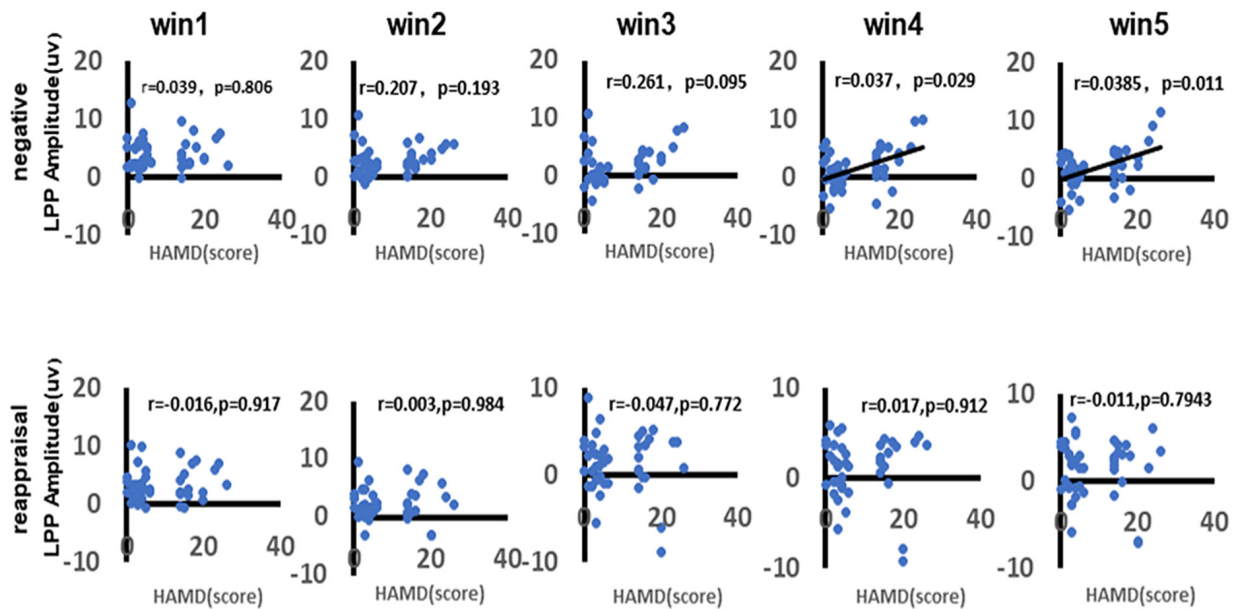 win1 win2 win3 win4 win5
negative
LPP Amplitude(uv)
20 20 20 20 20
r=0.039, p=0.806 r=0.207, p=0.193 r=0.261, p=0.095 r=0.037, p=0.029 r=0.0385, p=0.011
10 10 10 10 10
0 0 0 0 0
0 20 40 0 20 40 0 20 40 0 20 40 0 20 40
-10 -10 -10 -10 -10
HAMD(score) HAMD(score) HAMD(score) HAMD(score) HAMD(score)
reappraisal
LPP Amplitude(uv)
20 20 10 10 10
r=-0.016,p=0.917 r=0.003,p=0.984 r=-0.047,p=0.772 r=0.017,p=0.912 r=-0.011,p=0.7943
10 10 0 0 0
0 0
0 20 40 0 20 40 0 20 40 0 20 40 0 20 40
-10 -10 -10 -10 -10
HAMD(score) HAMD(score) HAMD(score) HAMD(score) HAMD(score)